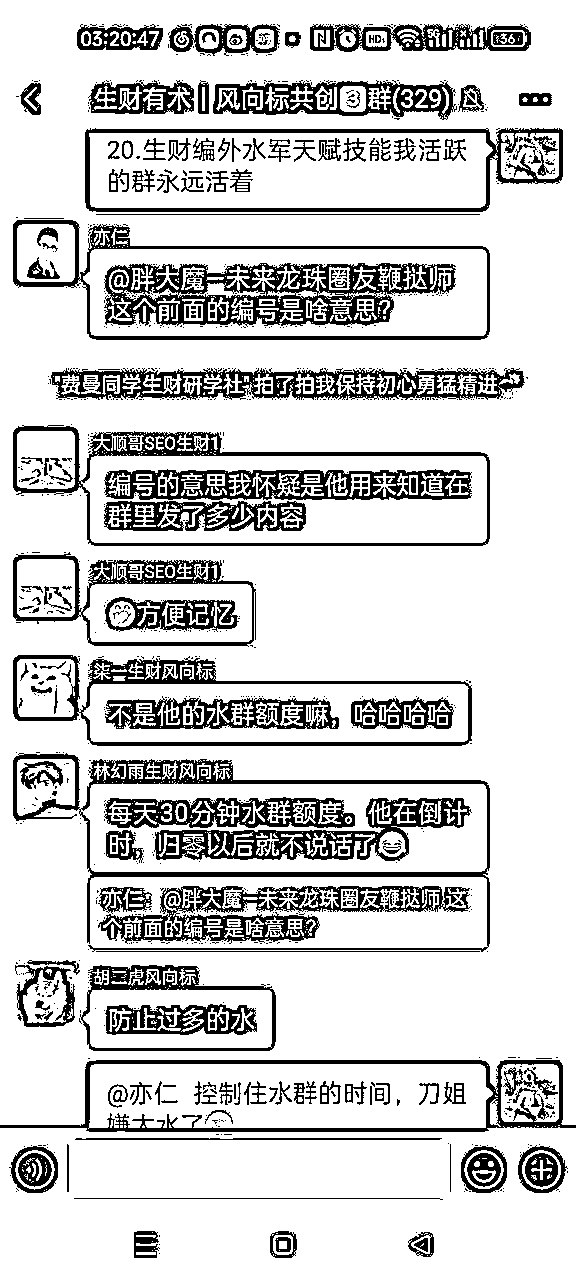 03:20:47
HD
36
生财有术｜风向标共创3群(329)
20.生财编外水军天赋技能我活跃
的群永远活着
亦仁
@胖大魔—未来龙珠圈友鞭挞师
这个前面的编号是啥意思?
"费曼同学生财研学社"拍了拍我保持初心勇猛精进
大顺哥SEO生财1
编号的意思我怀疑是他用来知道在
群里发了多少内容
大顺哥SEO生财1
方便记忆
柒一生财风向标
不是他的水群额度嘛，哈哈哈哈
林幻雨生财风向标
每天30分钟水群额度。他在倒计
时，归零以后就不说话了😂
亦仁：@胖大魔—未来龙珠圈友鞭挞师 这
个前面的编号是啥意思?
胡三虎风向标
防止过多的水
@亦仁 控制住水群的时间，刀姐
嫌太水了